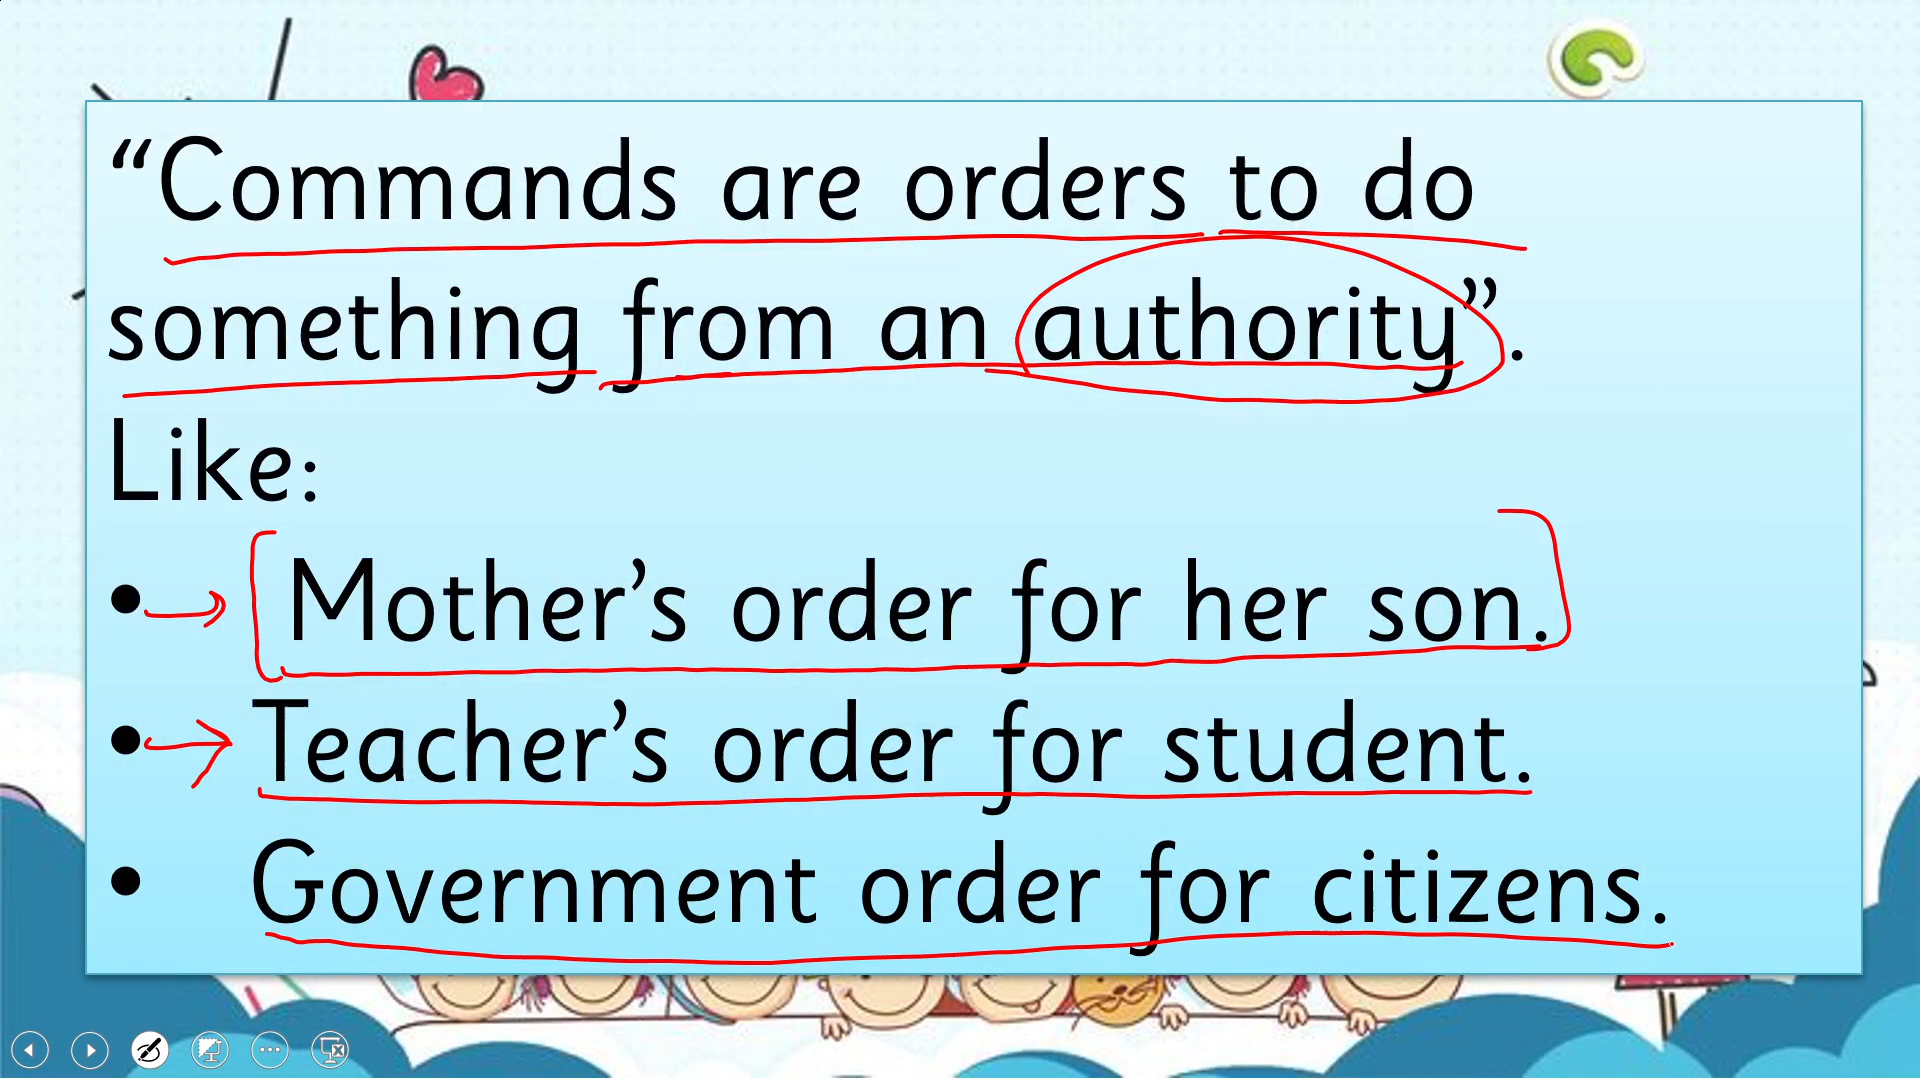 “Commands are orders to do
something from an authority”.
Like:
• Mother’s order for her son.
• Teacher’s order for student.
• Government order for citizens.